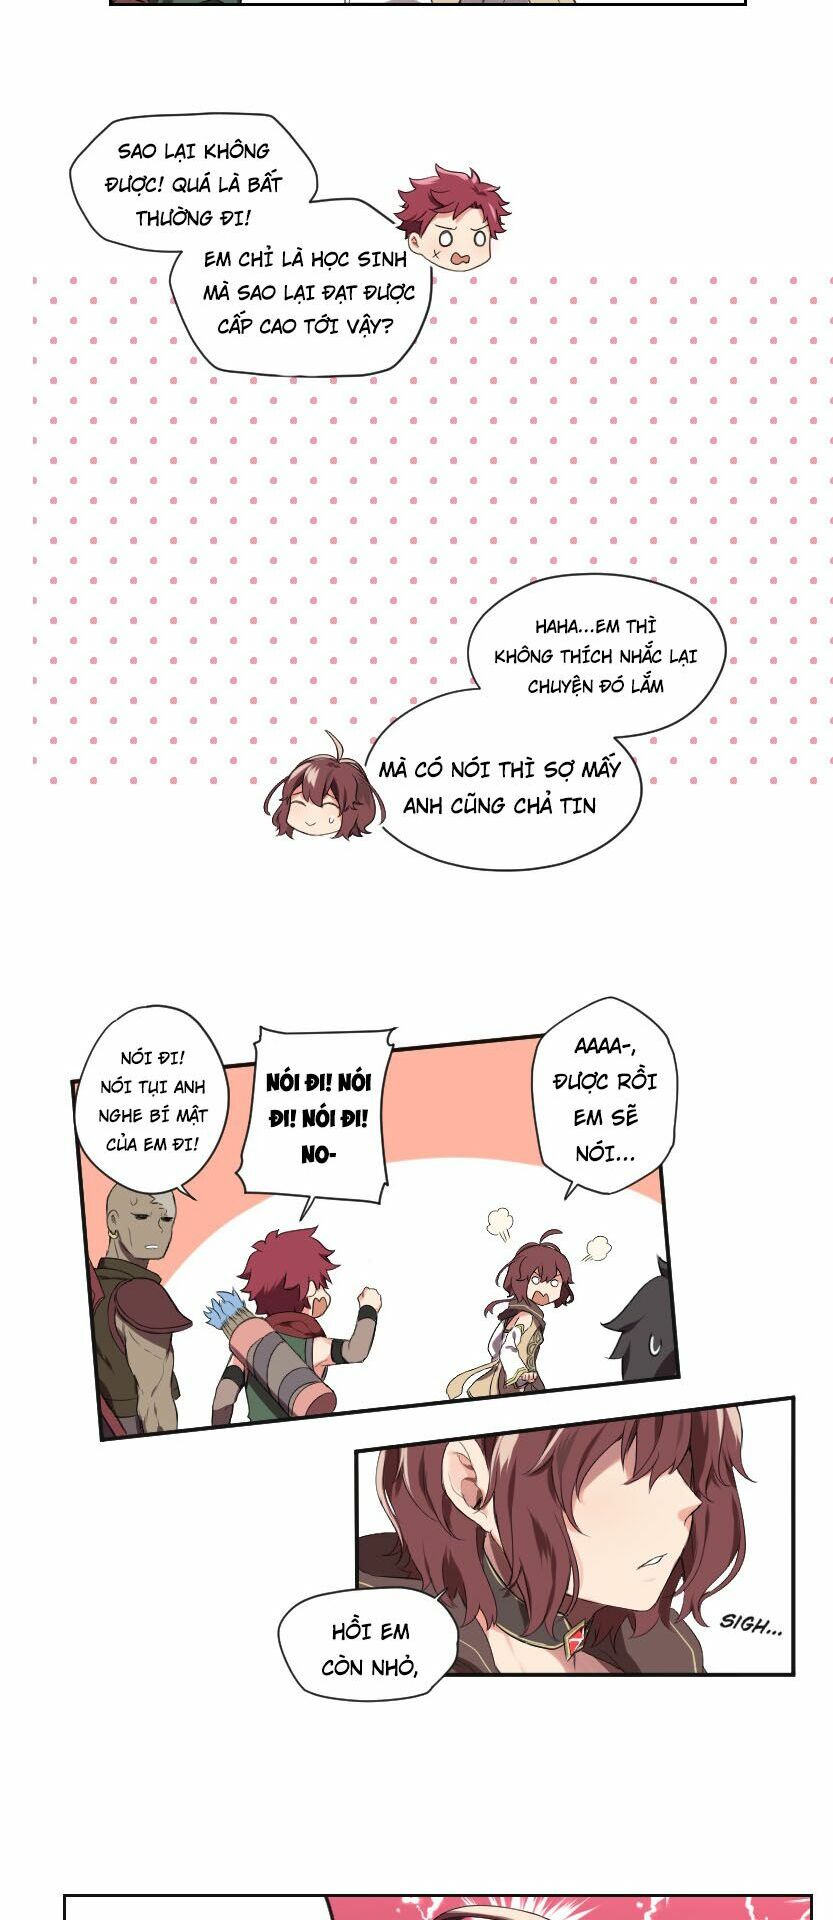 SAO LẠI KHÔNG
ĐƯỢC! QUÁ LÀ BẤT
THƯỜNG ĐI!
EM CHỈ LÀ HỌC SINH
MÀ SAO LẠI ĐẠT ĐƯỢC
CẤP CAO TỚI VẬY?
HAHA...EM THÌ
KHÔNG THÍCH NHẮC LẠI
CHUYỆN ĐÓ LẮM
MÀ CÓ NÓI THÌ SỢ MẤY
ANH CŨNG CHẢ TIN
NÓI ĐI!
NÓI TỤI ANH
NGHE BÍ MẬT
CỦA EM ĐI!
NÓI ĐI! NÓI
ĐI! NÓI ĐI!
NO-
AAAA-,
ĐƯỢC RỒI
EM SẼ
NÓI...
SIGH...
HỒI EM
CÒN NHỎ,